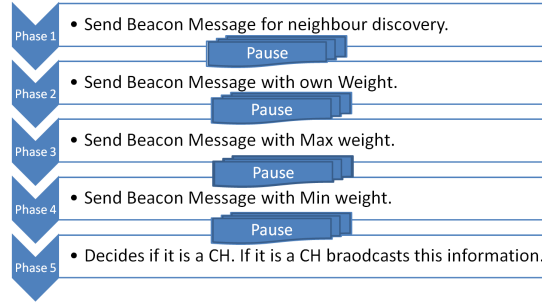 Phase 1
• Send Beacon Message for neighbour discovery.
Pause
Phase 2
• Send Beacon Message with own Weight.
Pause
Phase 3
• Send Beacon Message with Max weight.
Pause
Phase 4
• Send Beacon Message with Min weight.
Pause
Phase 5
• Decides if it is a CH. If it is a CH braodcasts this information.